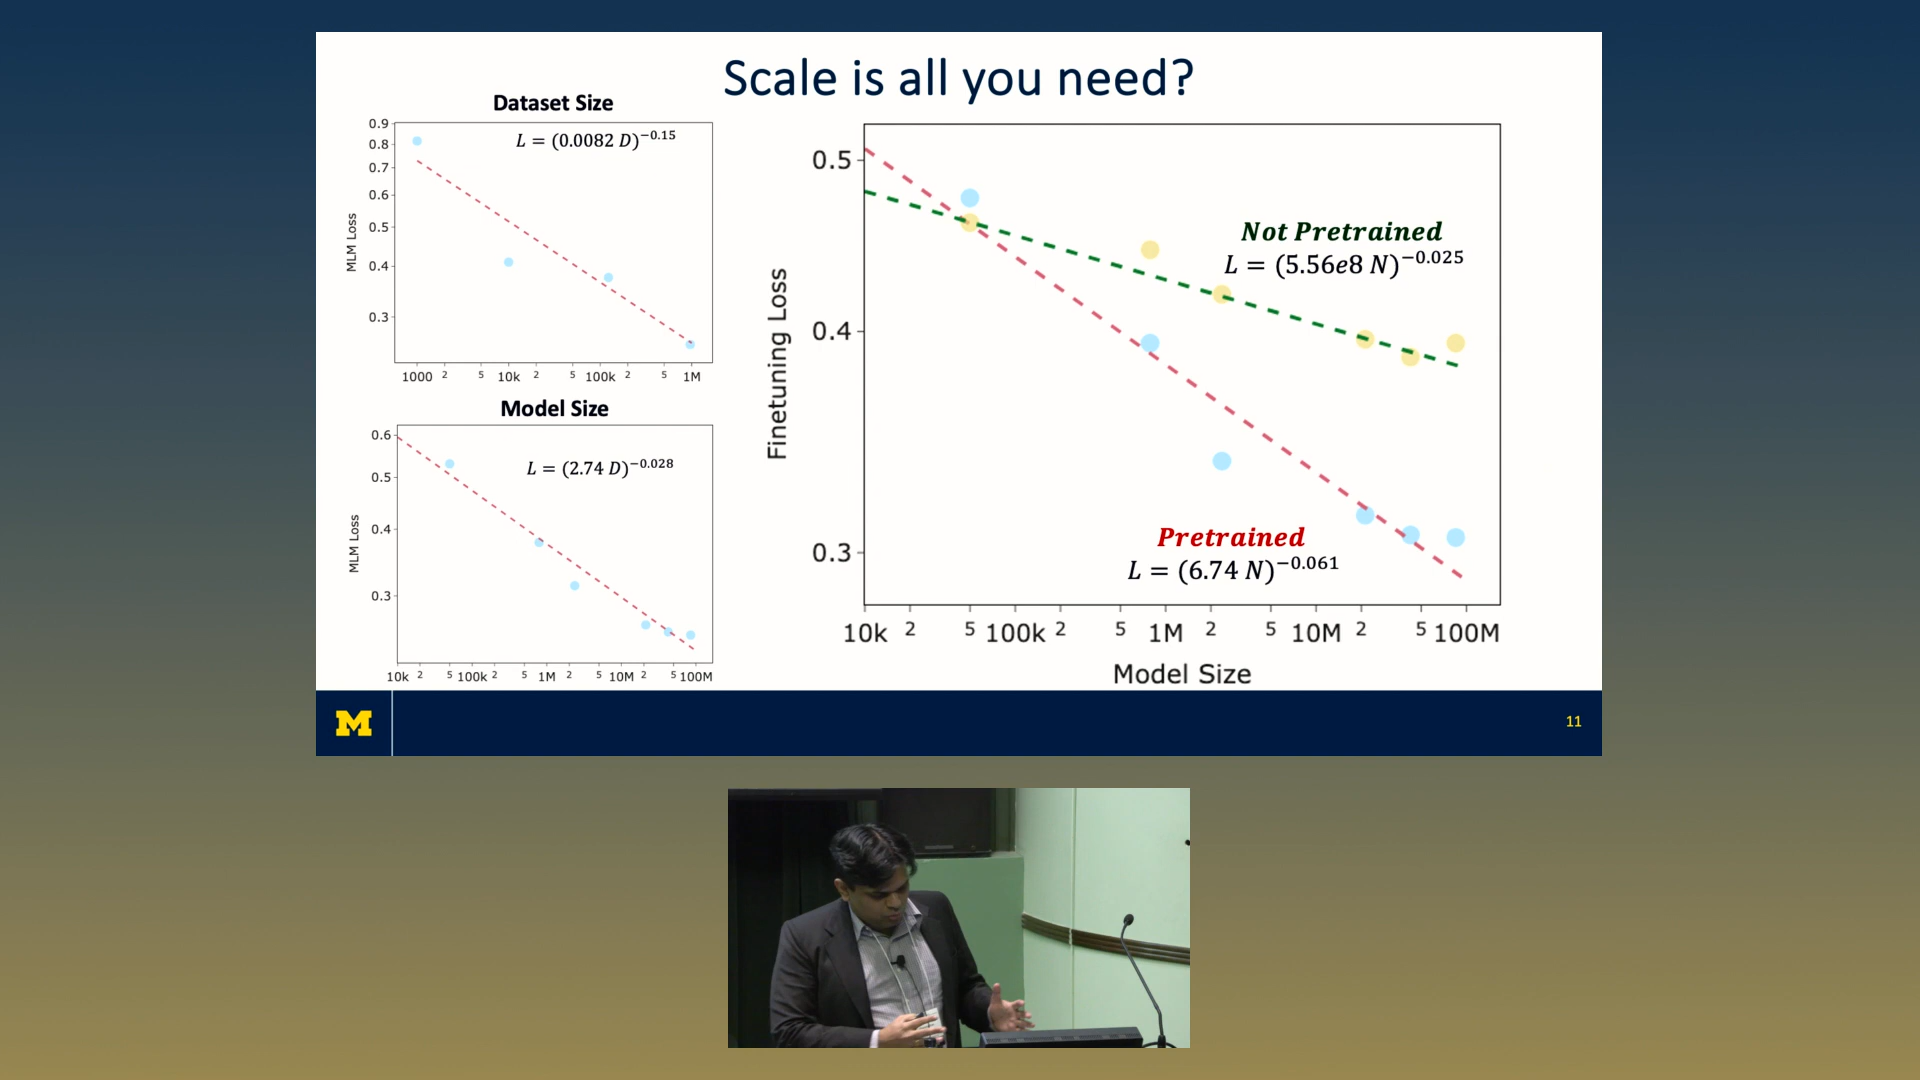 Scale is all you need?
Dataset Size
L = (0.0082 D)^−0.15
0.9
0.8
0.7
0.6
0.5
0.4
0.3
MLM Loss
1000 2 5 10k 2 5 100k 2 5 1M
Model Size
L = (2.74 D)^−0.028
0.6
0.5
0.4
0.3
MLM Loss
10k 2 5 100k 2 5 1M 2 5 10M 2 5 100M
0.5
0.4
0.3
Finetuning Loss
Not Pretrained
L = (5.56e8 N)^−0.025
Pretrained
L = (6.74 N)^−0.061
10k 2 5 100k 2 5 1M 2 5 10M 2 5 100M
Model Size
M
11